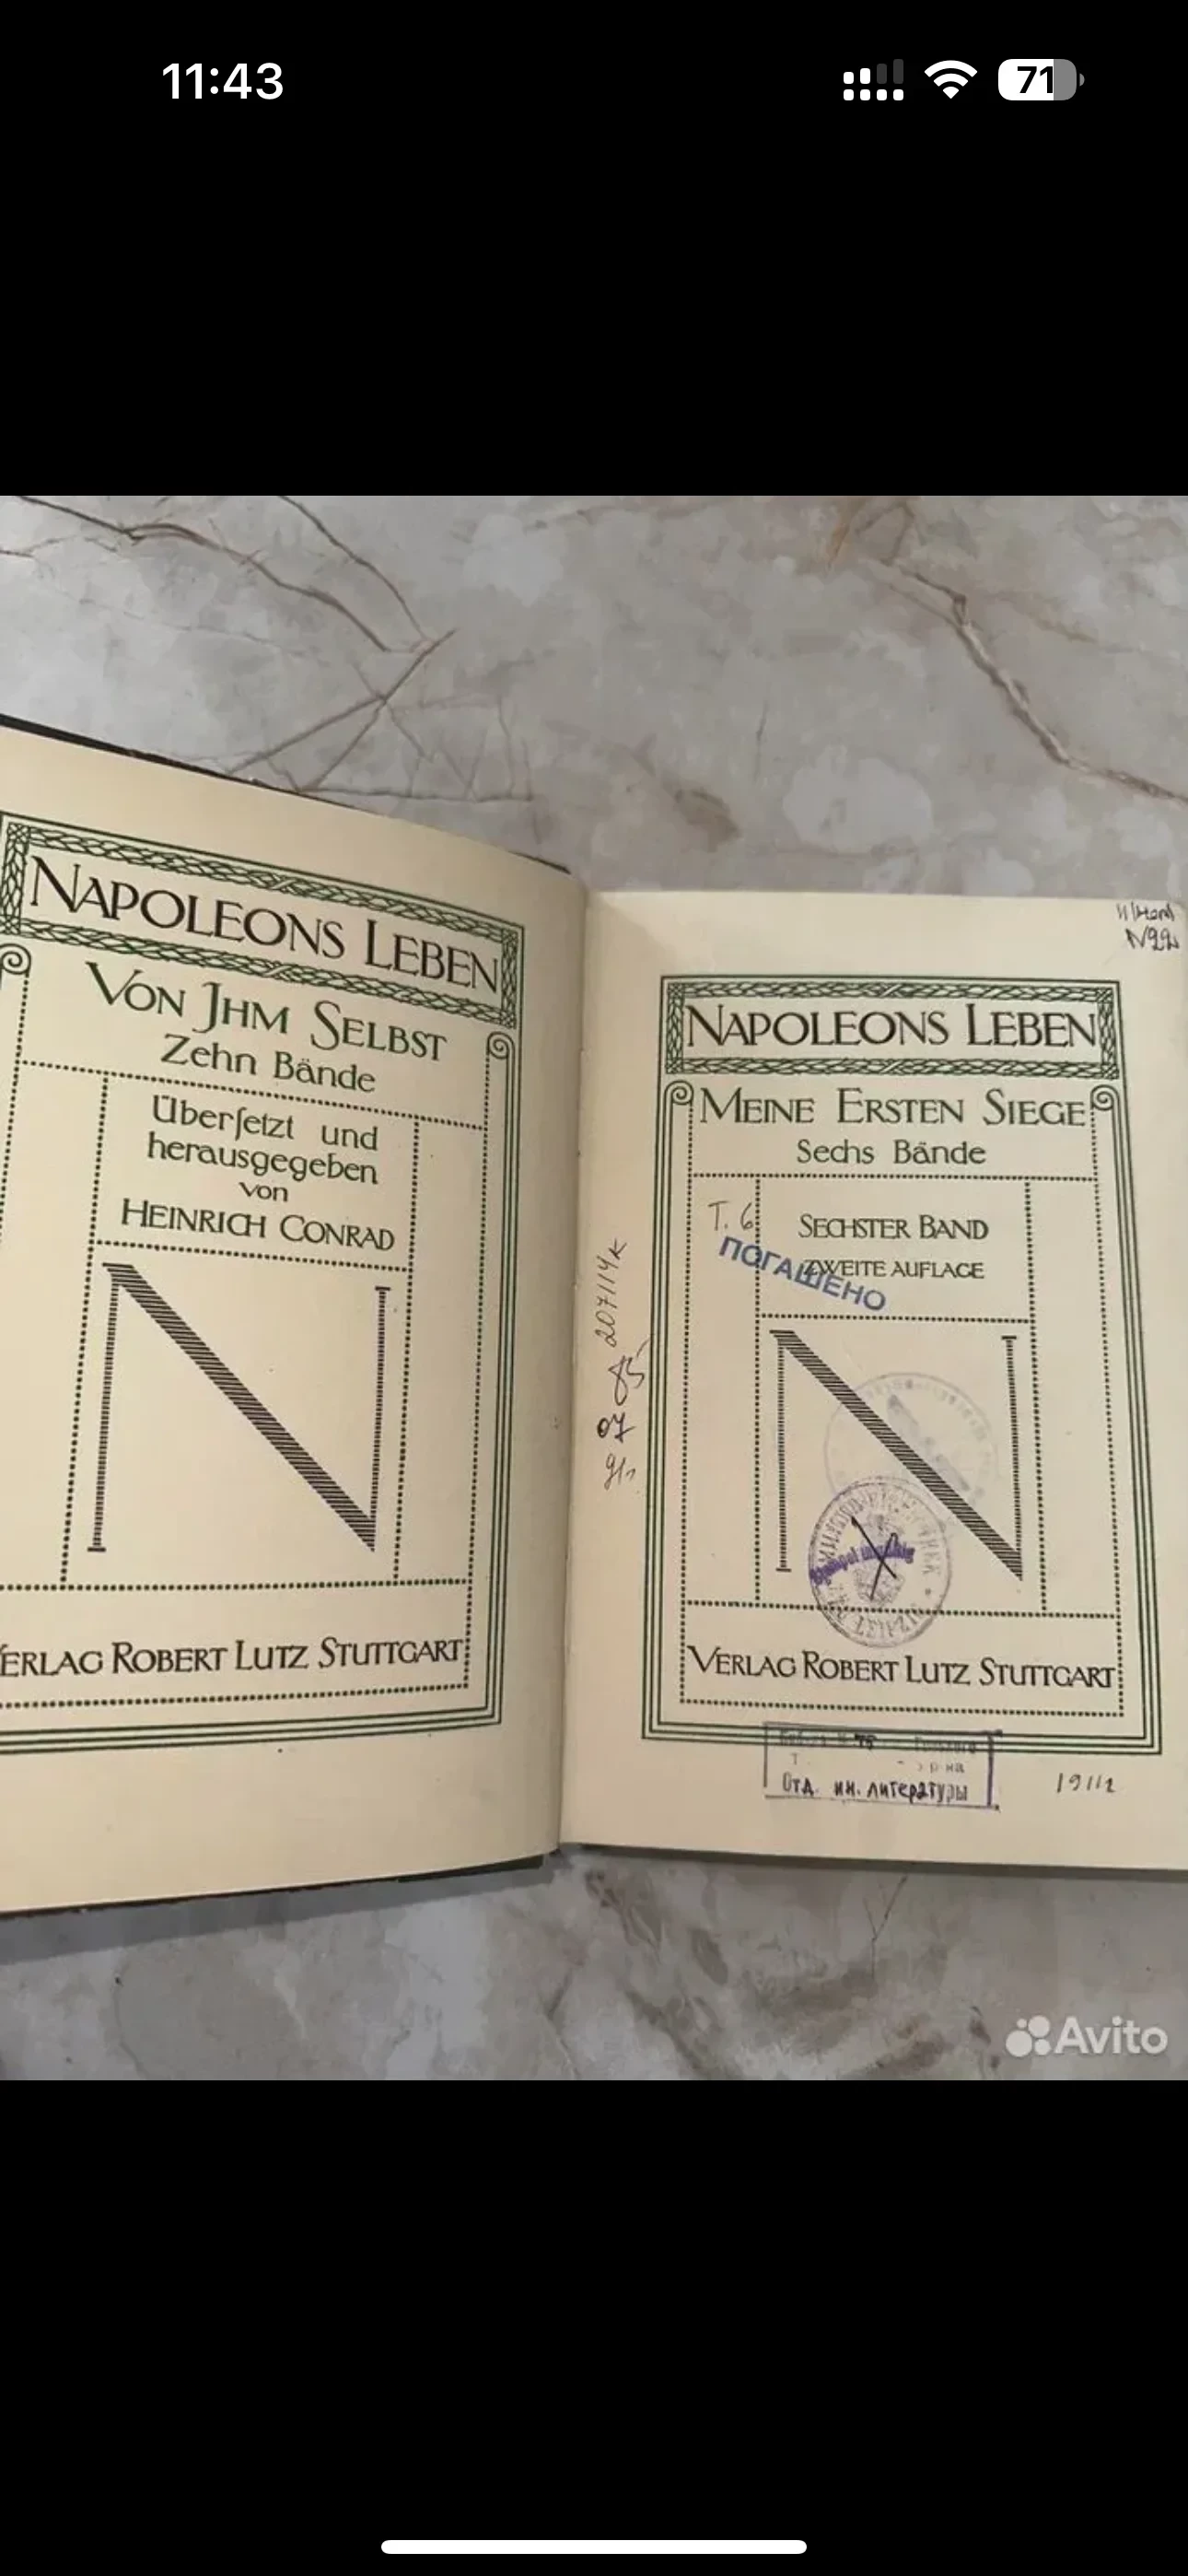 11:43
71
NAPOLEONS LEBEN
VON JHM SELBST
Zehn Bände
Überſetzt und
herausgegeben
von
HEINRICH CONRAD
N
VERLAG ROBERT LUTZ STUTTGART
NAPOLEONS LEBEN
MEINE ERSTEN SIEGE
Sechs Bände
Т. 6
SECHSTER BAND
ПОГАШЕНО
ZWEITE AUFLAGE
N
207114к
LEIPZIG
VERLAG ROBERT LUTZ STUTTGART
Отд. ин. литературы
Avito